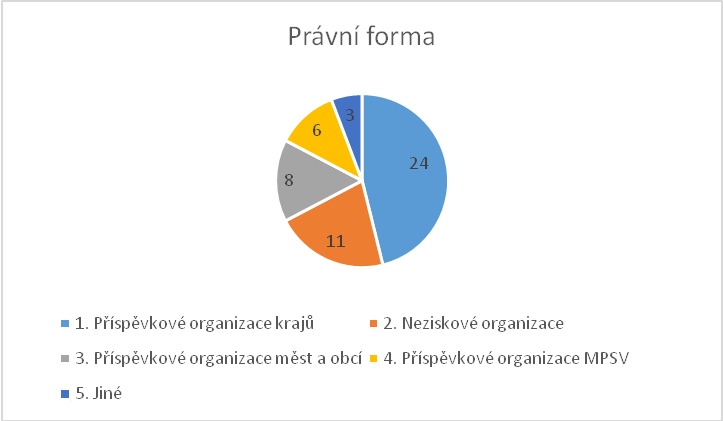 Právní forma
3
6
24
8
11
1. Příspěvkové organizace krajů
2. Neziskové organizace
3. Příspěvkové organizace měst a obcí
4. Příspěvkové organizace MPSV
5. Jiné